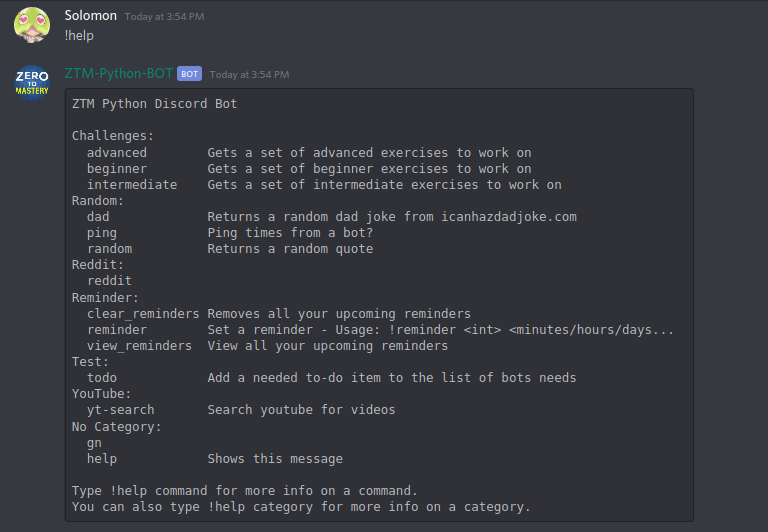 Solomon Today at 3:54 PM
!help
ZERO
TO
MASTERY
ZTM-Python-BOT BOT Today at 3:54 PM
ZTM Python Discord Bot
Challenges:
advanced Gets a set of advanced exercises to work on
beginner Gets a set of beginner exercises to work on
intermediate Gets a set of intermediate exercises to work on
Random:
dad Returns a random dad joke from icanhazdadjoke.com
ping Ping times from a bot?
random Returns a random quote
Reddit:
reddit
Reminder:
clear_reminders Removes all your upcoming reminders
reminder Set a reminder - Usage: !reminder <int> <minutes/hours/days...
view_reminders View all your upcoming reminders
Test:
todo Add a needed to-do item to the list of bots needs
YouTube:
yt-search Search youtube for videos
No Category:
gn
help Shows this message
Type !help command for more info on a command.
You can also type !help category for more info on a category.